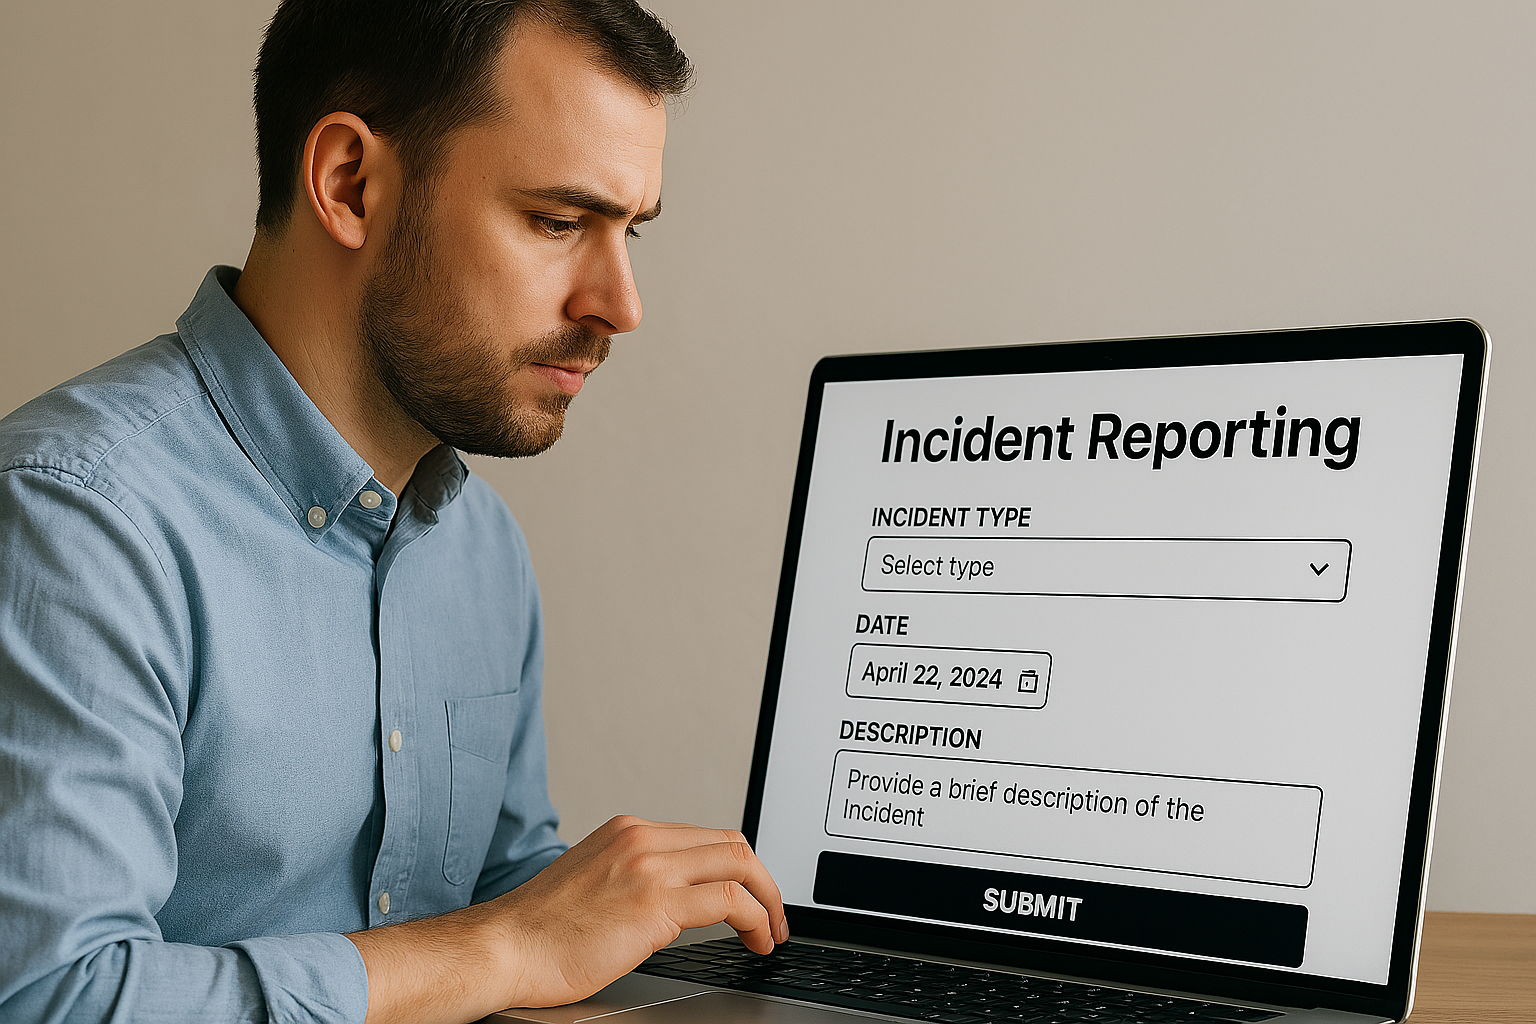 Incident Reporting
INCIDENT TYPE
Select type
DATE
April 22, 2024
DESCRIPTION
Provide a brief description of the
Incident
SUBMIT